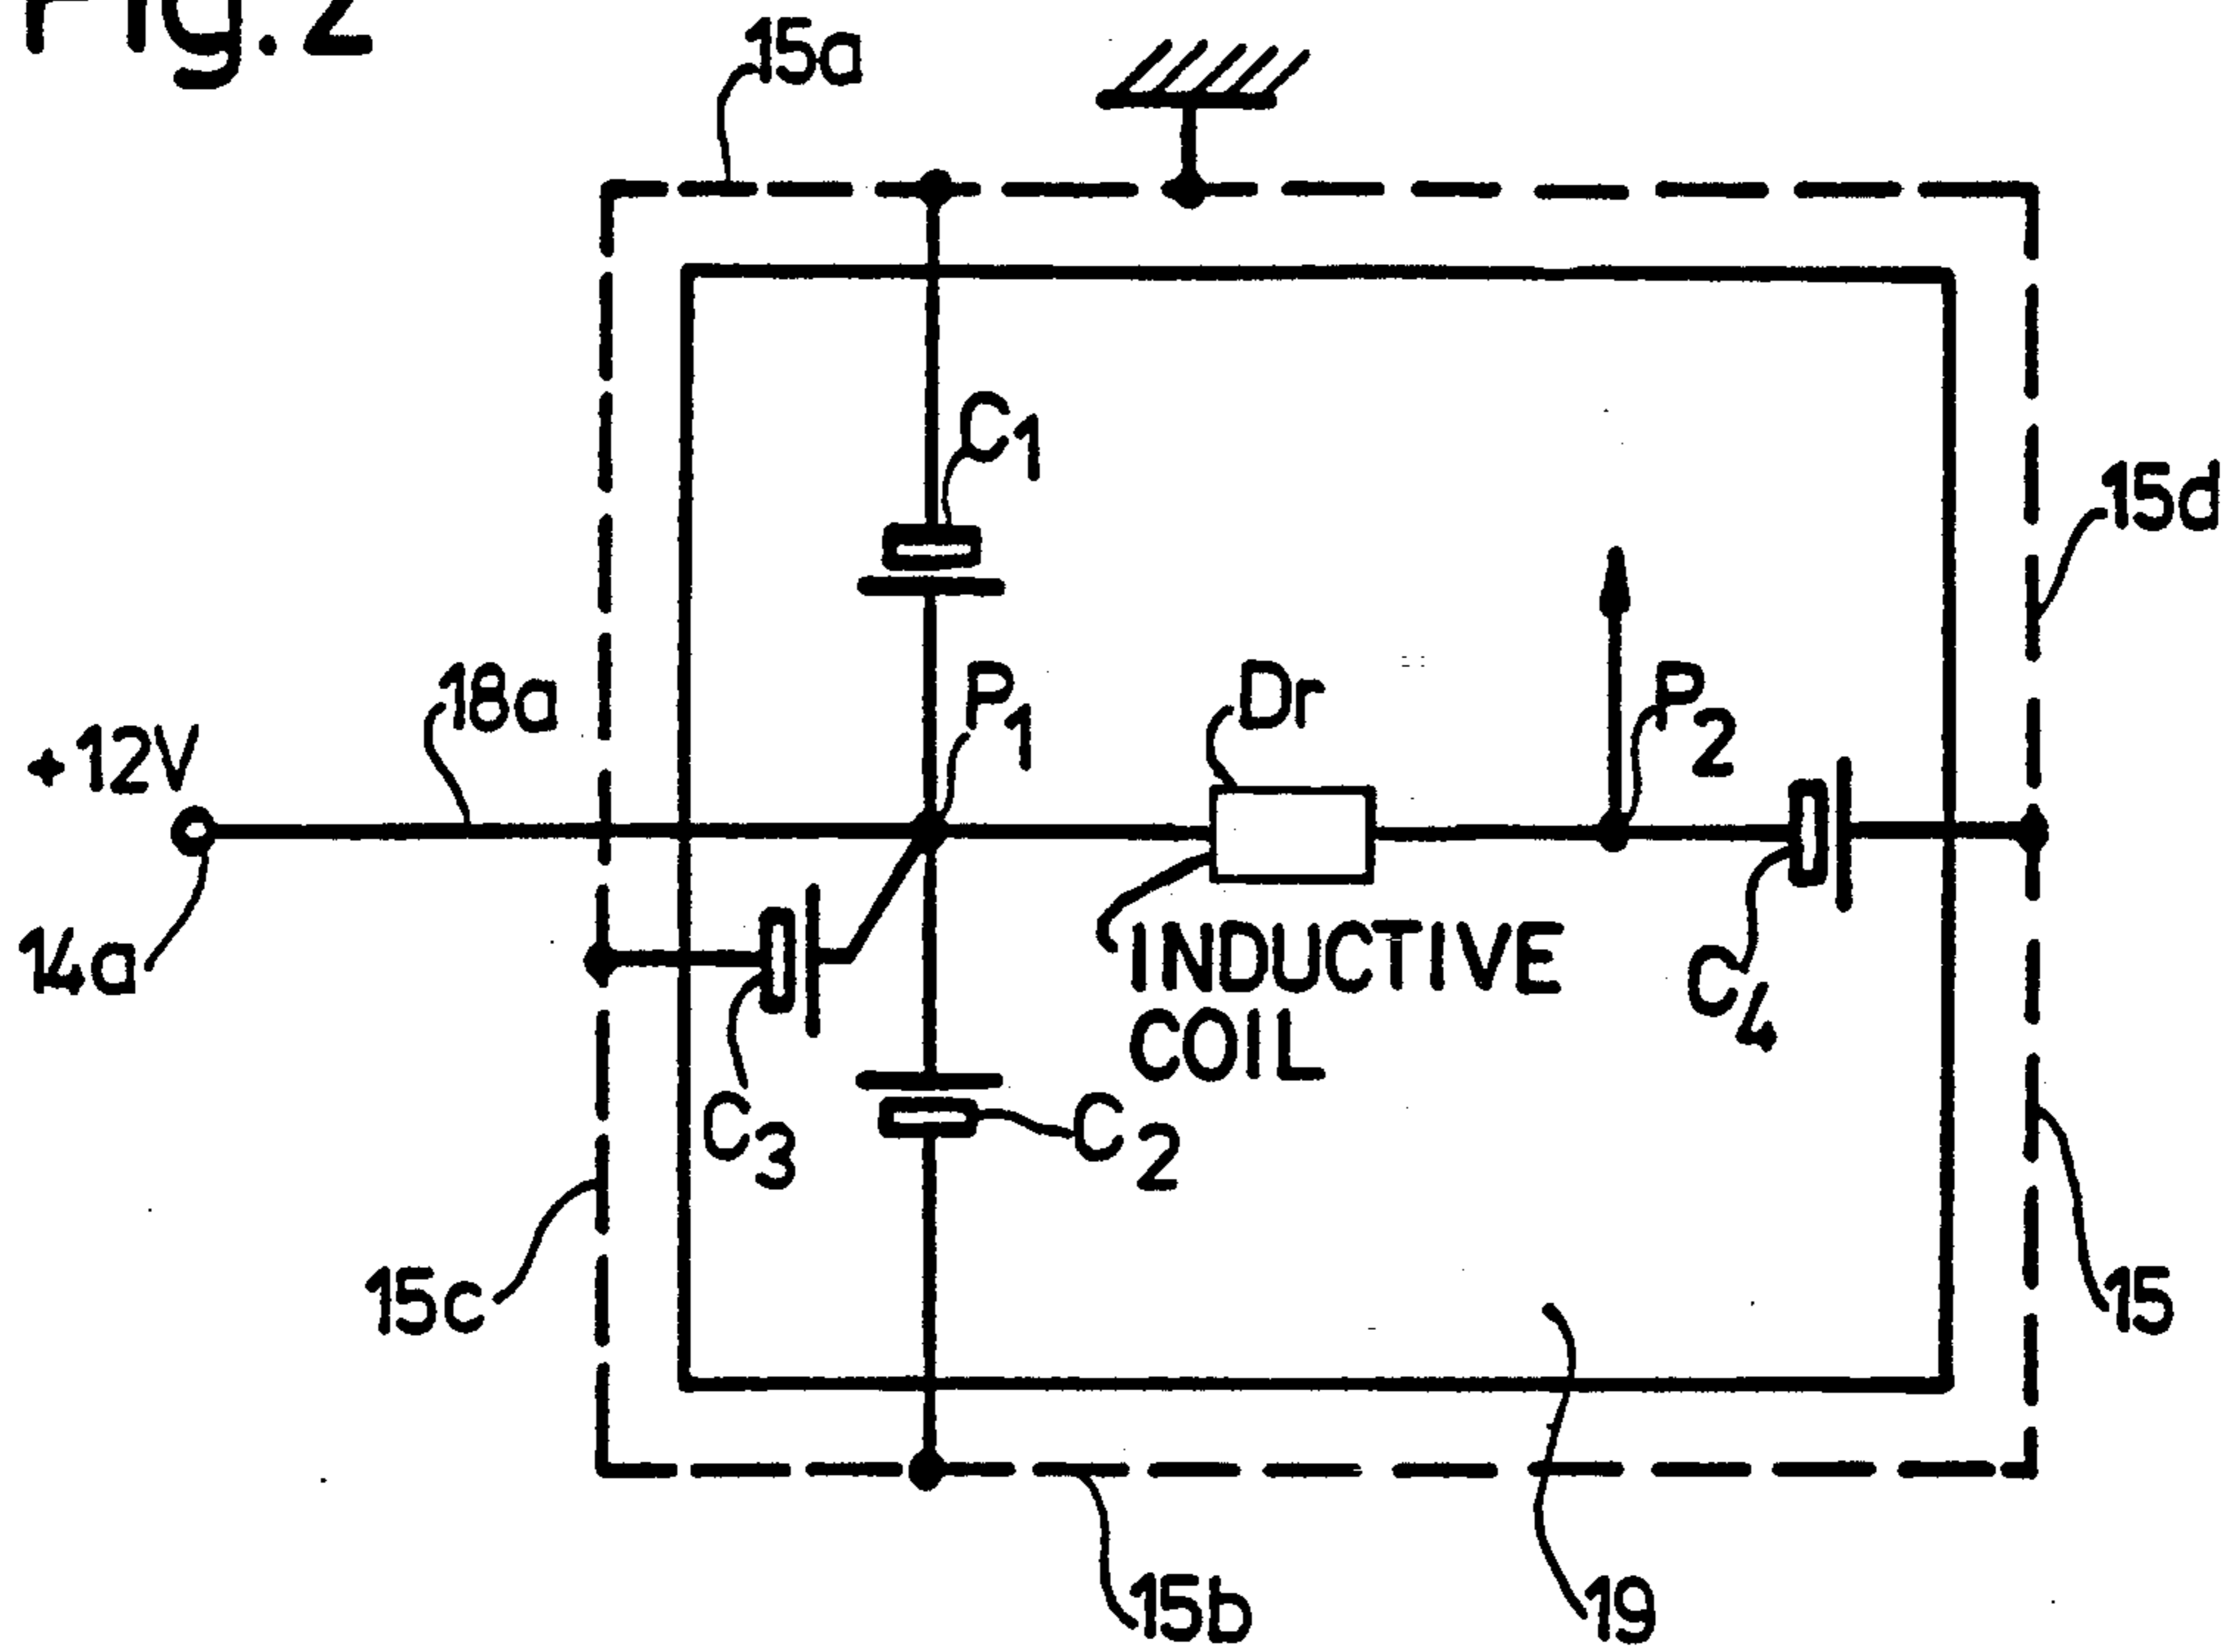 Fig.2
15a
C1
15d
18a
P1
Dr
P2
+12V
14a
INDUCTIVE
COIL
C4
C3
C2
15c
15
15b
19